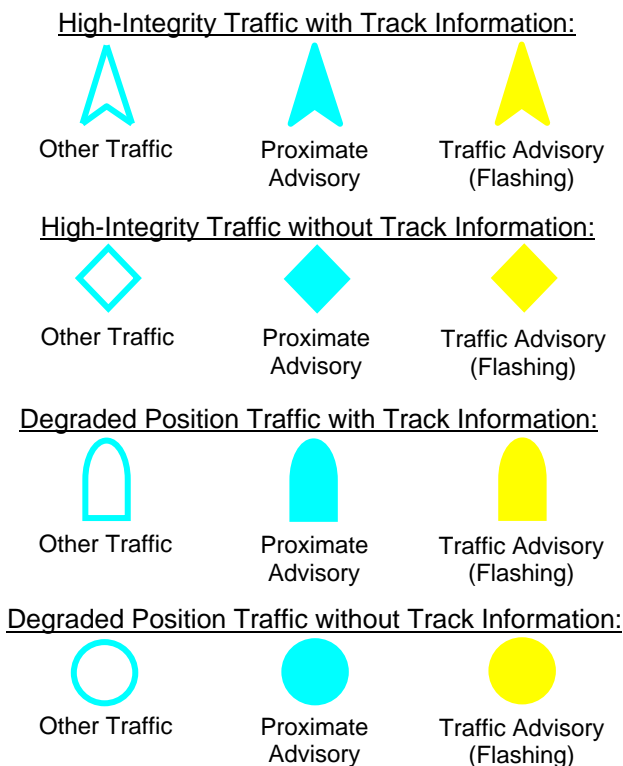 High-Integrity Traffic with Track Information:
Other Traffic
Proximate
Advisory
Traffic Advisory
(Flashing)
High-Integrity Traffic without Track Information:
Other Traffic
Proximate
Advisory
Traffic Advisory
(Flashing)
Degraded Position Traffic with Track Information:
Other Traffic
Proximate
Advisory
Traffic Advisory
(Flashing)
Degraded Position Traffic without Track Information:
Other Traffic
Proximate
Advisory
Traffic Advisory
(Flashing)